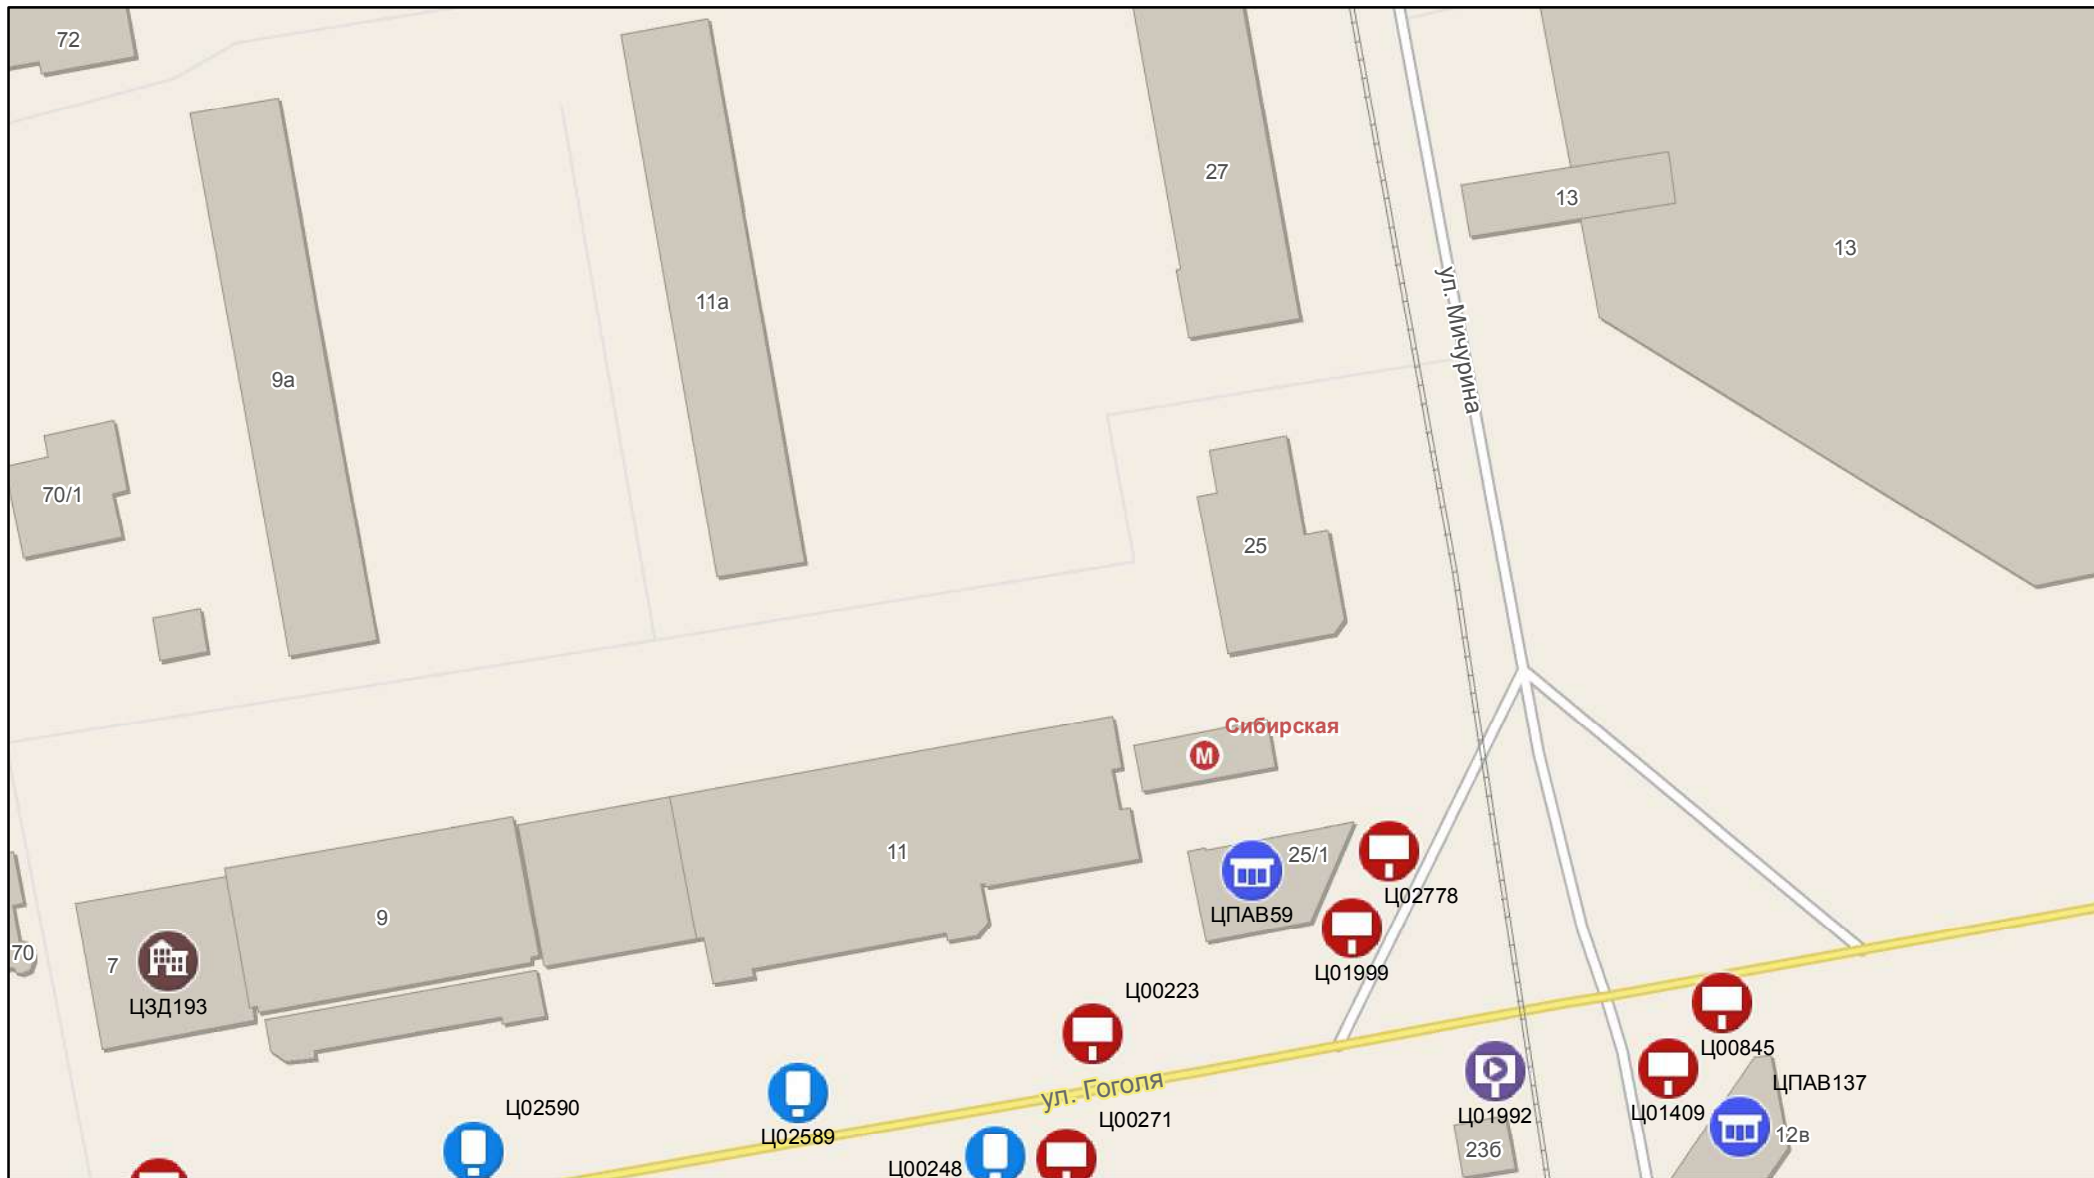 72
27
13
13
ул. Мичурина
11а
9а
70/1
25
Сибирская
М
11
25/1
ЦПАВ59
Ц02778
9
70
7
ЦЗД193
Ц01999
Ц00223
Ц00845
ул. Гоголя
Ц02590
Ц02589
Ц00271
Ц01992
Ц01409
ЦПАВ137
Ц00248
23б
12в